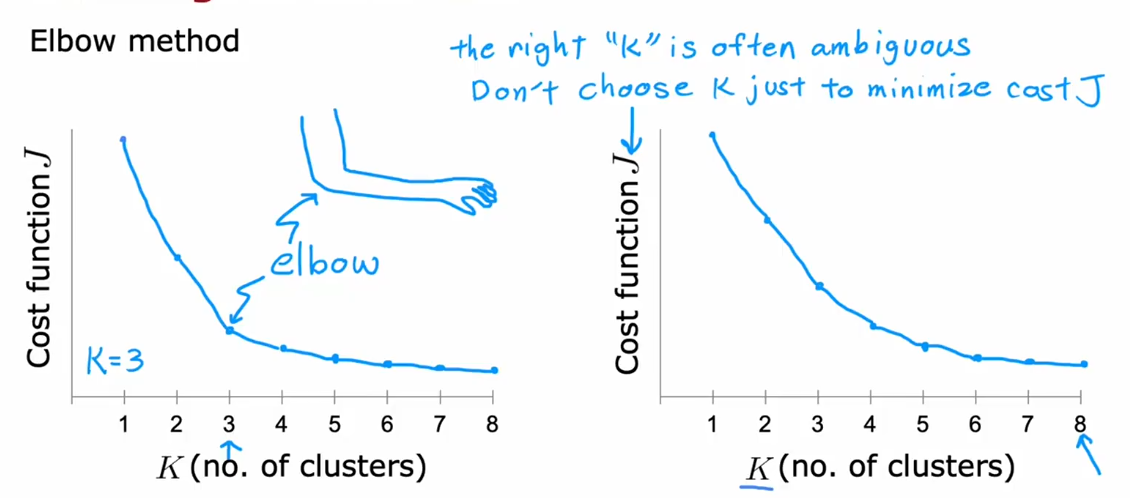 Elbow method
the right "K" is often ambiguous
Don't choose K just to minimize cost J
Cost function J
elbow
K=3
1 2 3 4 5 6 7 8
K (no. of clusters)
Cost function J
1 2 3 4 5 6 7 8
K (no. of clusters)